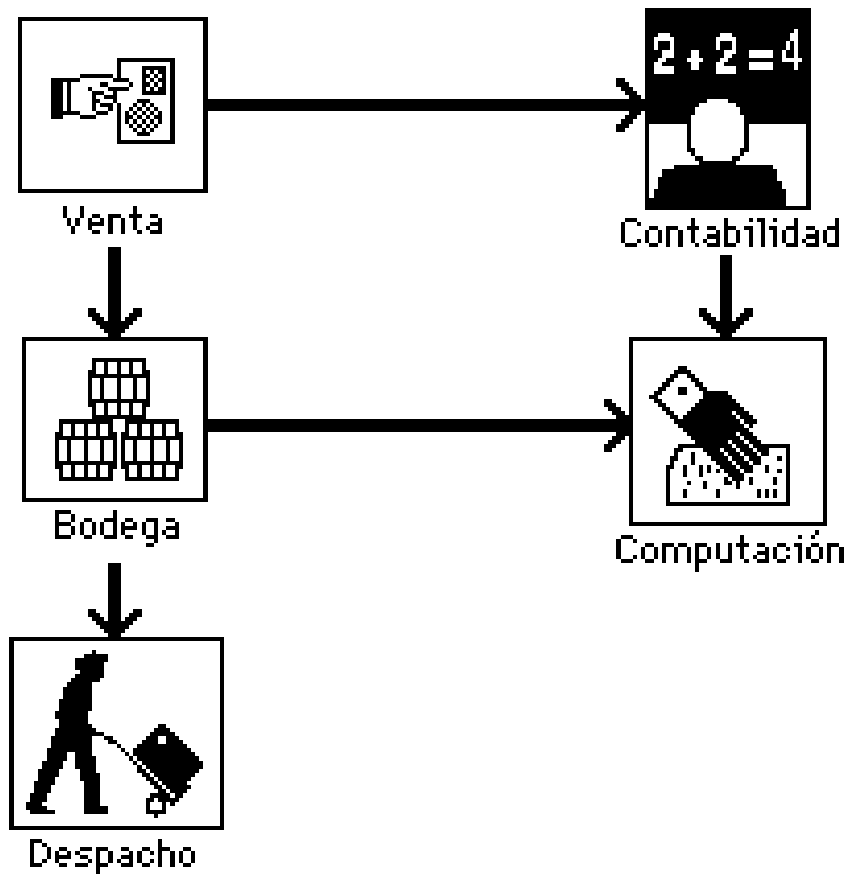 2+2=4
Venta
Contabilidad
Bodega
Computación
Despacho